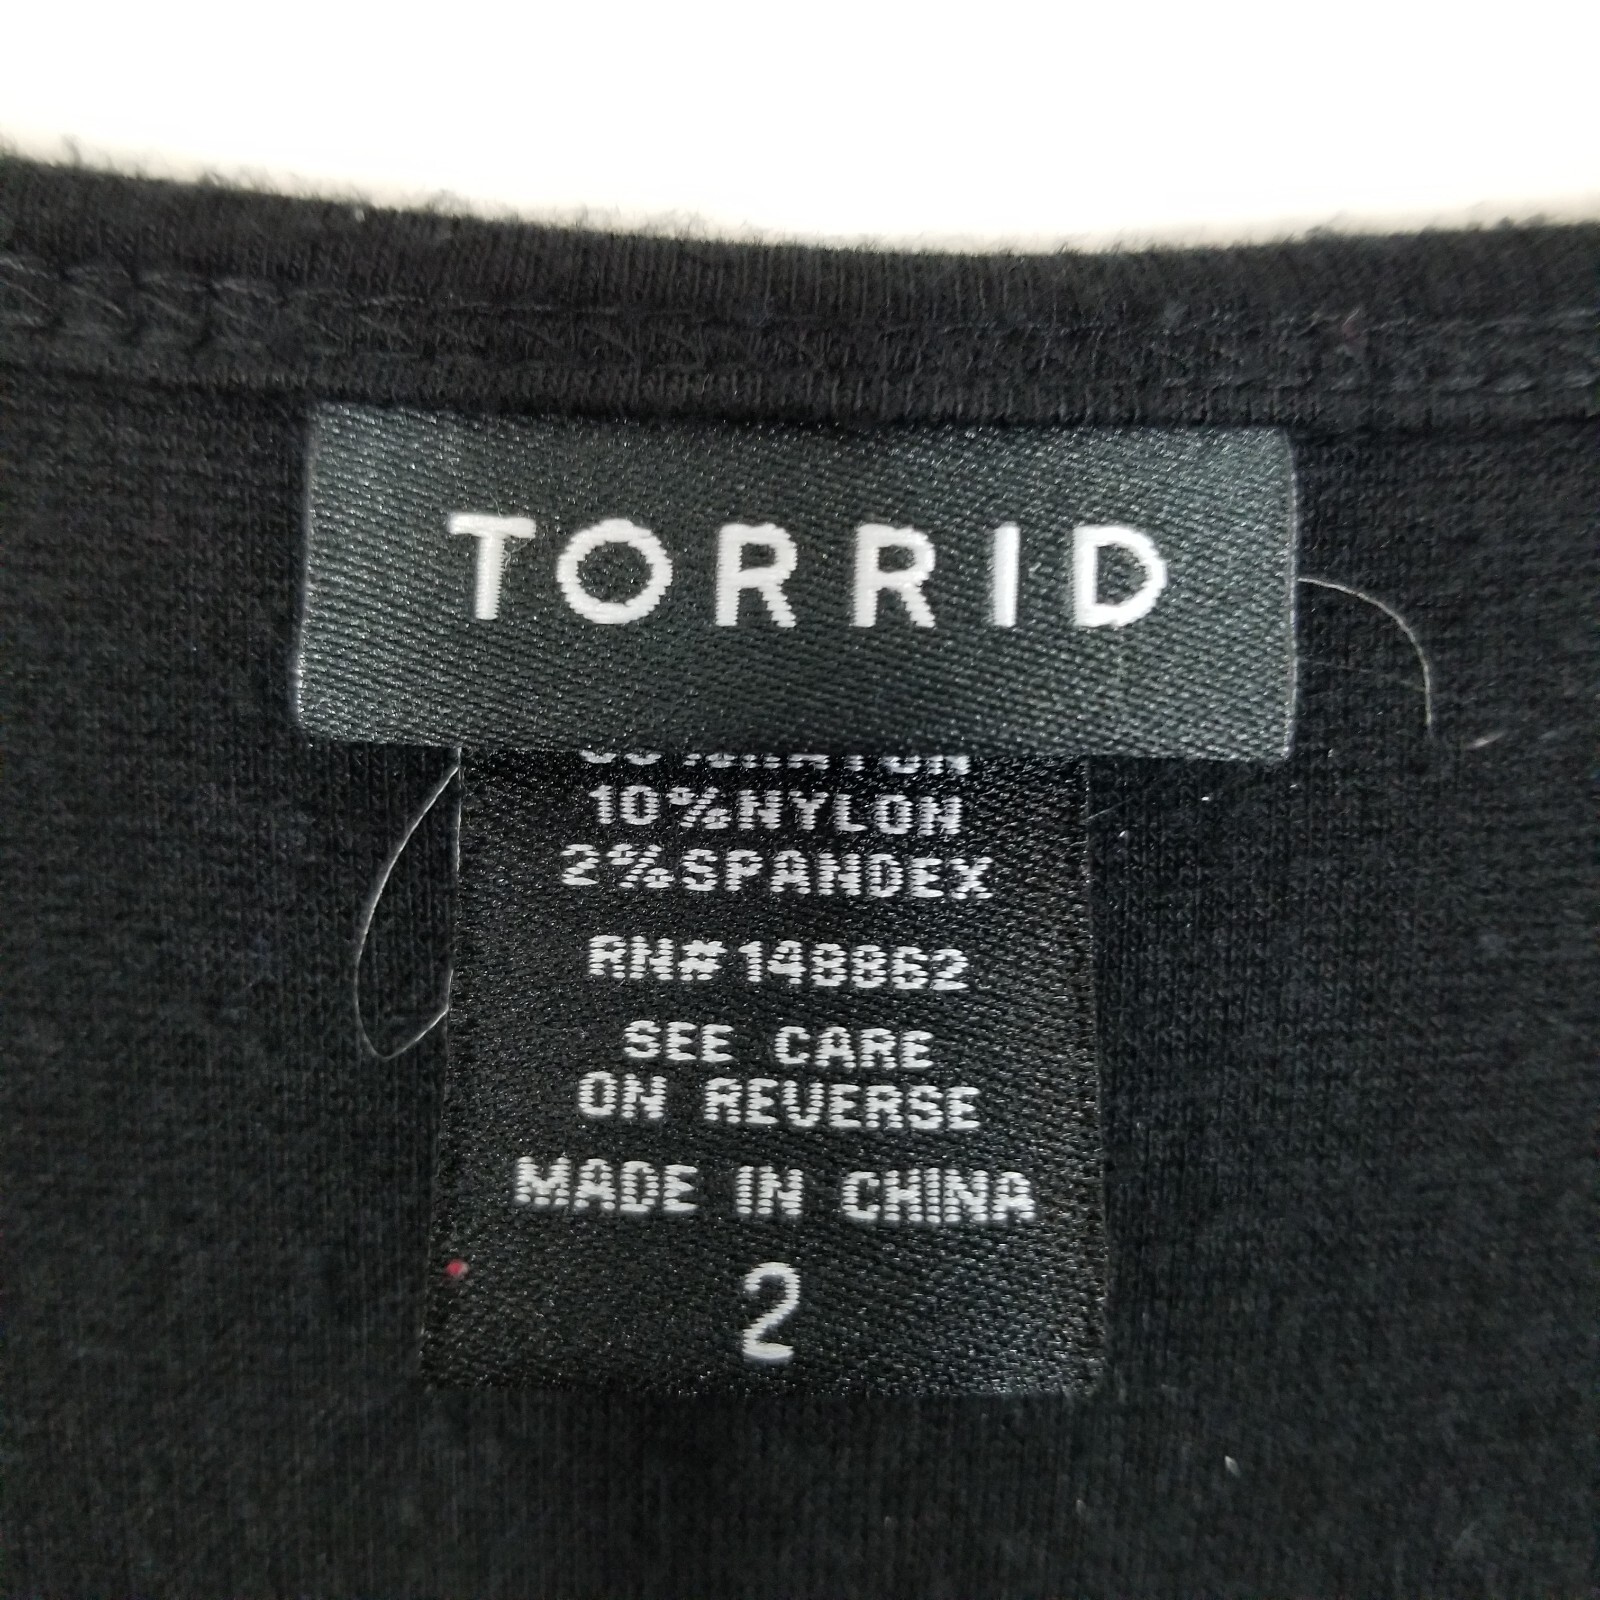 TORRID
10%NYLON
2%SPANDEX
RN#148862
SEE CARE
ON REVERSE
MADE IN CHINA
2